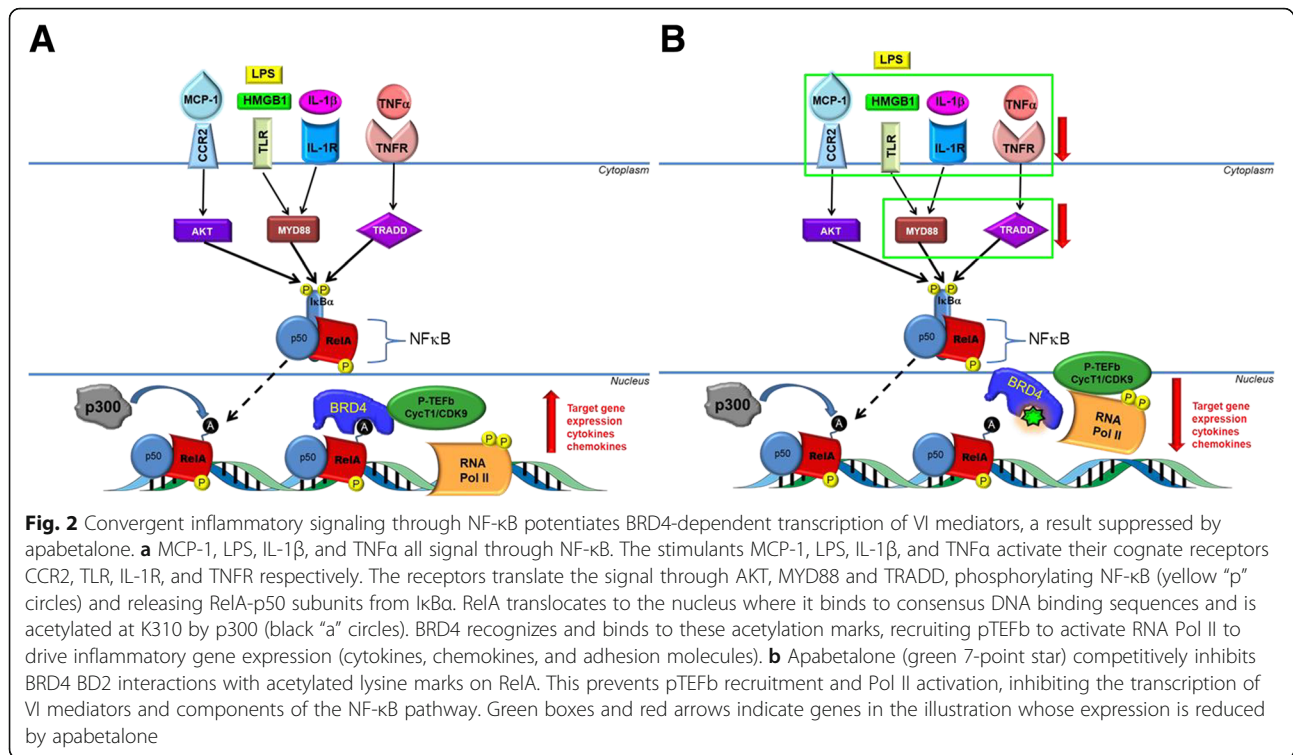 A
LPS
MCP-1
HMGB1
IL-1β
TNFα
CCR2
TLR
IL-1R
TNFR
Cytoplasm
AKT
MYD88
TRADD
P P
IκBα
p50
RelA
NFκB
P
Nucleus
p300
BRD4
P-TEFb
CycT1/CDK9
Target gene
expression
cytokines
chemokines
A
A
P P
p50
RelA
p50
RelA
RNA
Pol II
P
P
B
LPS
MCP-1
HMGB1
IL-1β
TNFα
CCR2
TLR
IL-1R
TNFR
Cytoplasm
AKT
MYD88
TRADD
P P
IκBα
p50
RelA
NFκB
P
Nucleus
p300
BRD4
P-TEFb
CycT1/CDK9
P P
RNA
Pol II
Target gene
expression
cytokines
chemokines
A
A
p50
RelA
p50
RelA
P
P
Fig. 2 Convergent inflammatory signaling through NF-κB potentiates BRD4-dependent transcription of VI mediators, a result suppressed by
apabetalone. a MCP-1, LPS, IL-1β, and TNFα all signal through NF-κB. The stimulants MCP-1, LPS, IL-1β, and TNFα activate their cognate receptors
CCR2, TLR, IL-1R, and TNFR respectively. The receptors translate the signal through AKT, MYD88 and TRADD, phosphorylating NF-κB (yellow “p”
circles) and releasing RelA-p50 subunits from IκBα. RelA translocates to the nucleus where it binds to consensus DNA binding sequences and is
acetylated at K310 by p300 (black “a” circles). BRD4 recognizes and binds to these acetylation marks, recruiting pTEFb to activate RNA Pol II to
drive inflammatory gene expression (cytokines, chemokines, and adhesion molecules). b Apabetalone (green 7-point star) competitively inhibits
BRD4 BD2 interactions with acetylated lysine marks on RelA. This prevents pTEFb recruitment and Pol II activation, inhibiting the transcription of
VI mediators and components of the NF-κB pathway. Green boxes and red arrows indicate genes in the illustration whose expression is reduced
by apabetalone